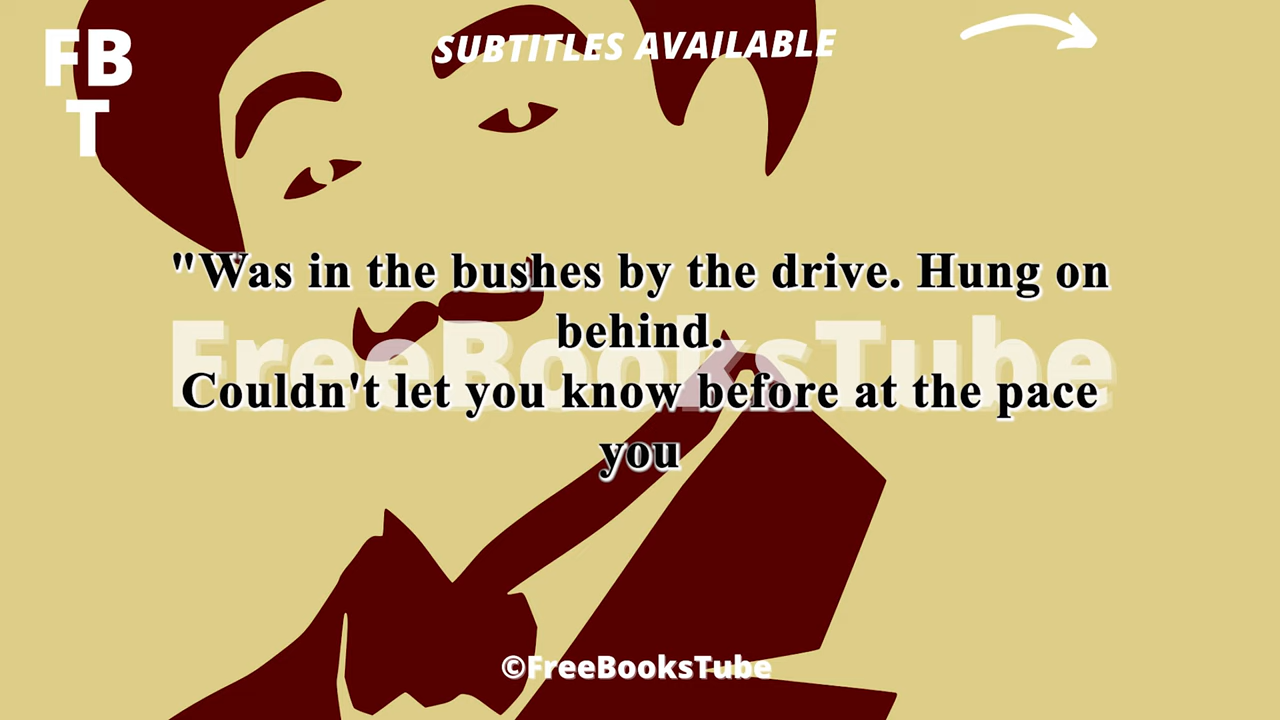 FB
T
SUBTITLES AVAILABLE
"Was in the bushes by the drive. Hung on
behind.
FreeBooksTube
Couldn't let you know before at the pace
you
©FreeBooksTube